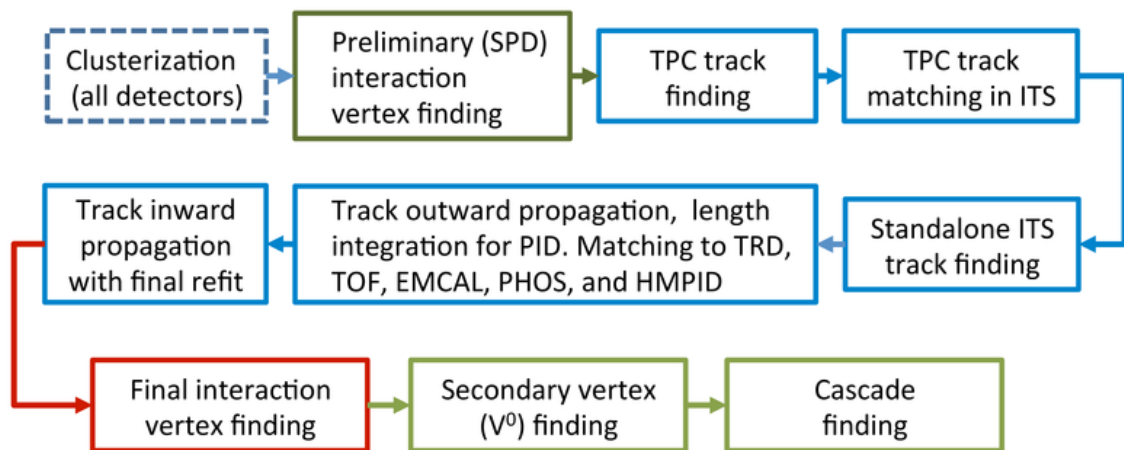 Clusterization
(all detectors)
Preliminary (SPD)
interaction
vertex finding
TPC track
finding
TPC track
matching in ITS
Standalone ITS
track finding
Track outward propagation, length
integration for PID. Matching to TRD,
TOF, EMCAL, PHOS, and HMPID
Track inward
propagation
with final refit
Final interaction
vertex finding
Secondary vertex
(V⁰) finding
Cascade
finding